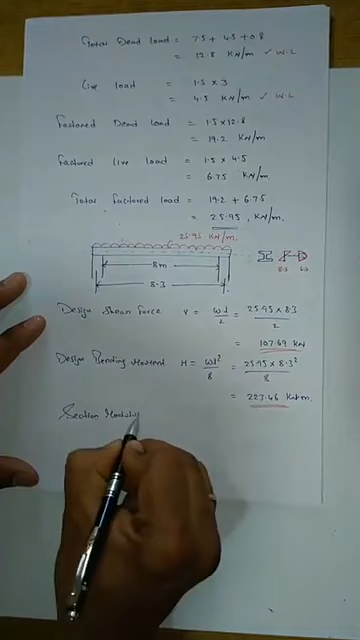 Total Dead load = 7.5 + 4.5 + 0.8
= 12.8 KN/m ✓ W.L
Live load = 1.5 x 3
= 4.5 KN/m ✓ W.L
Factored Dead load = 1.5 x 12.8
= 19.2 KN/m
Factored live load = 1.5 x 4.5
= 6.75 KN/m
Total factored load = 19.2 + 6.75
= 25.95 KN/m.
25.95 KN/m.
8m
8.3
Design Shear force V = wl/2 = 25.95 x 8.3/2
= 107.69 KN
Design Bending Moment M = wl²/8 = 25.95 x 8.3²/8
= 223.46 KN.m.
Section Modulu